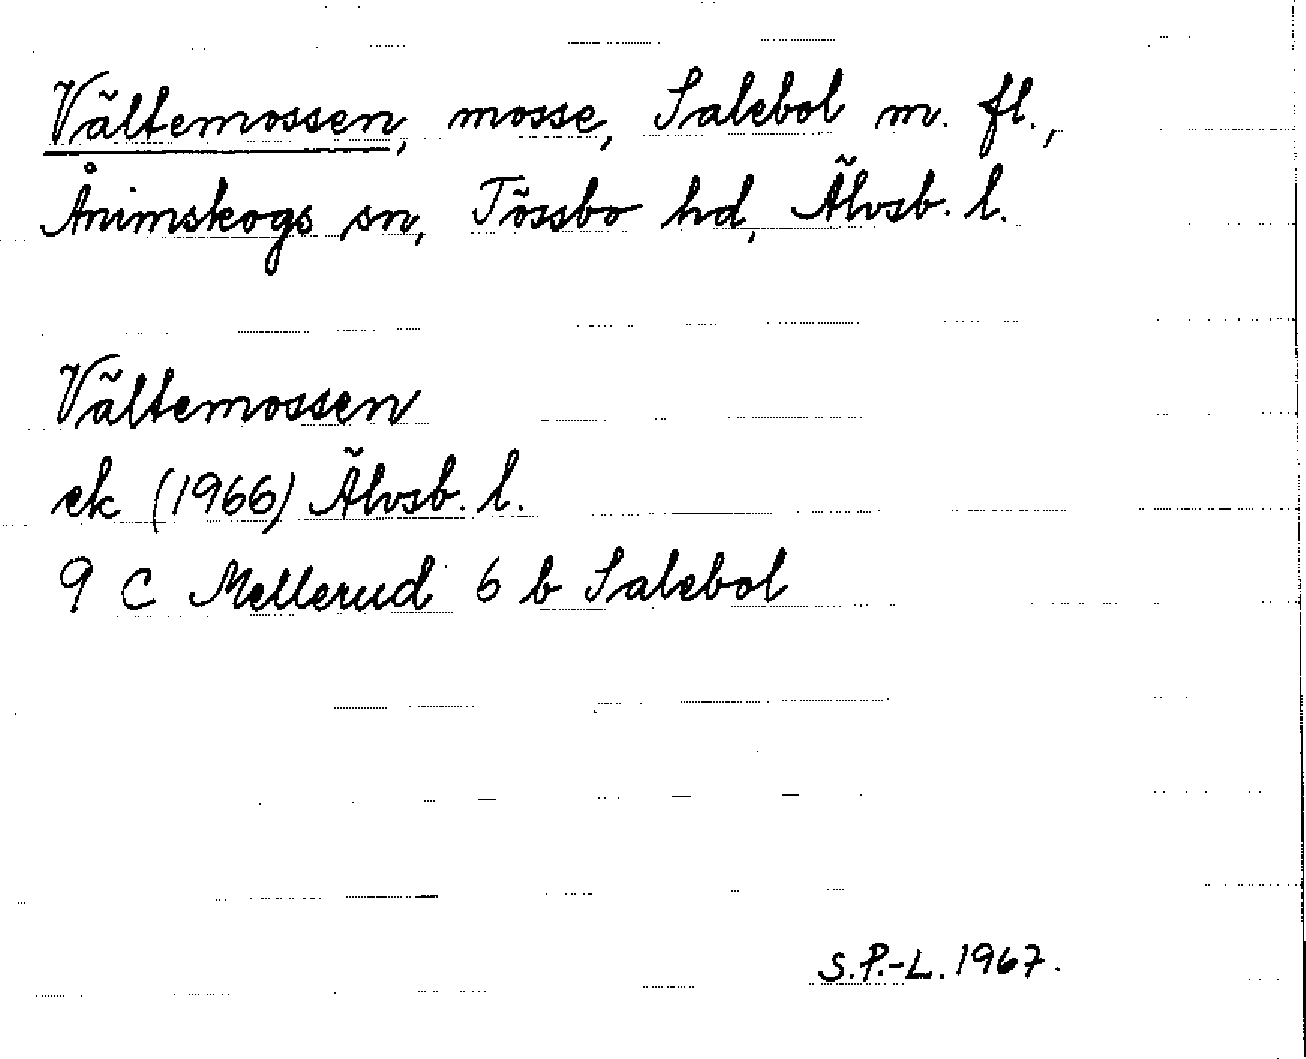 Vältemossen, mosse, Salebol m. fl.,
Ånimskogs sn, Tössbo hd, Älvsb. l.
Vältemossen
ek (1966) Älvsb. l.
9 C Mellerud 6 b Salebol
S.P.-L. 1967.